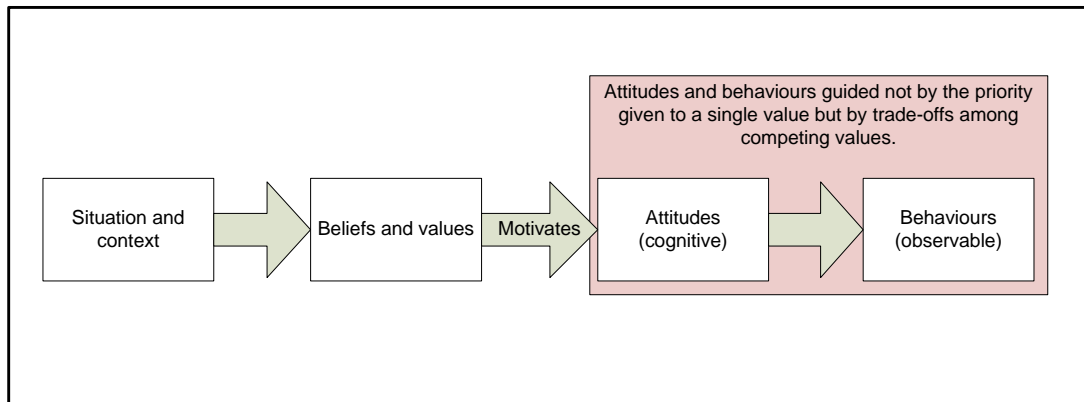 Attitudes and behaviours guided not by the priority
given to a single value but by trade-offs among
competing values.
Situation and
context
Beliefs and values
Motivates
Attitudes
(cognitive)
Behaviours
(observable)